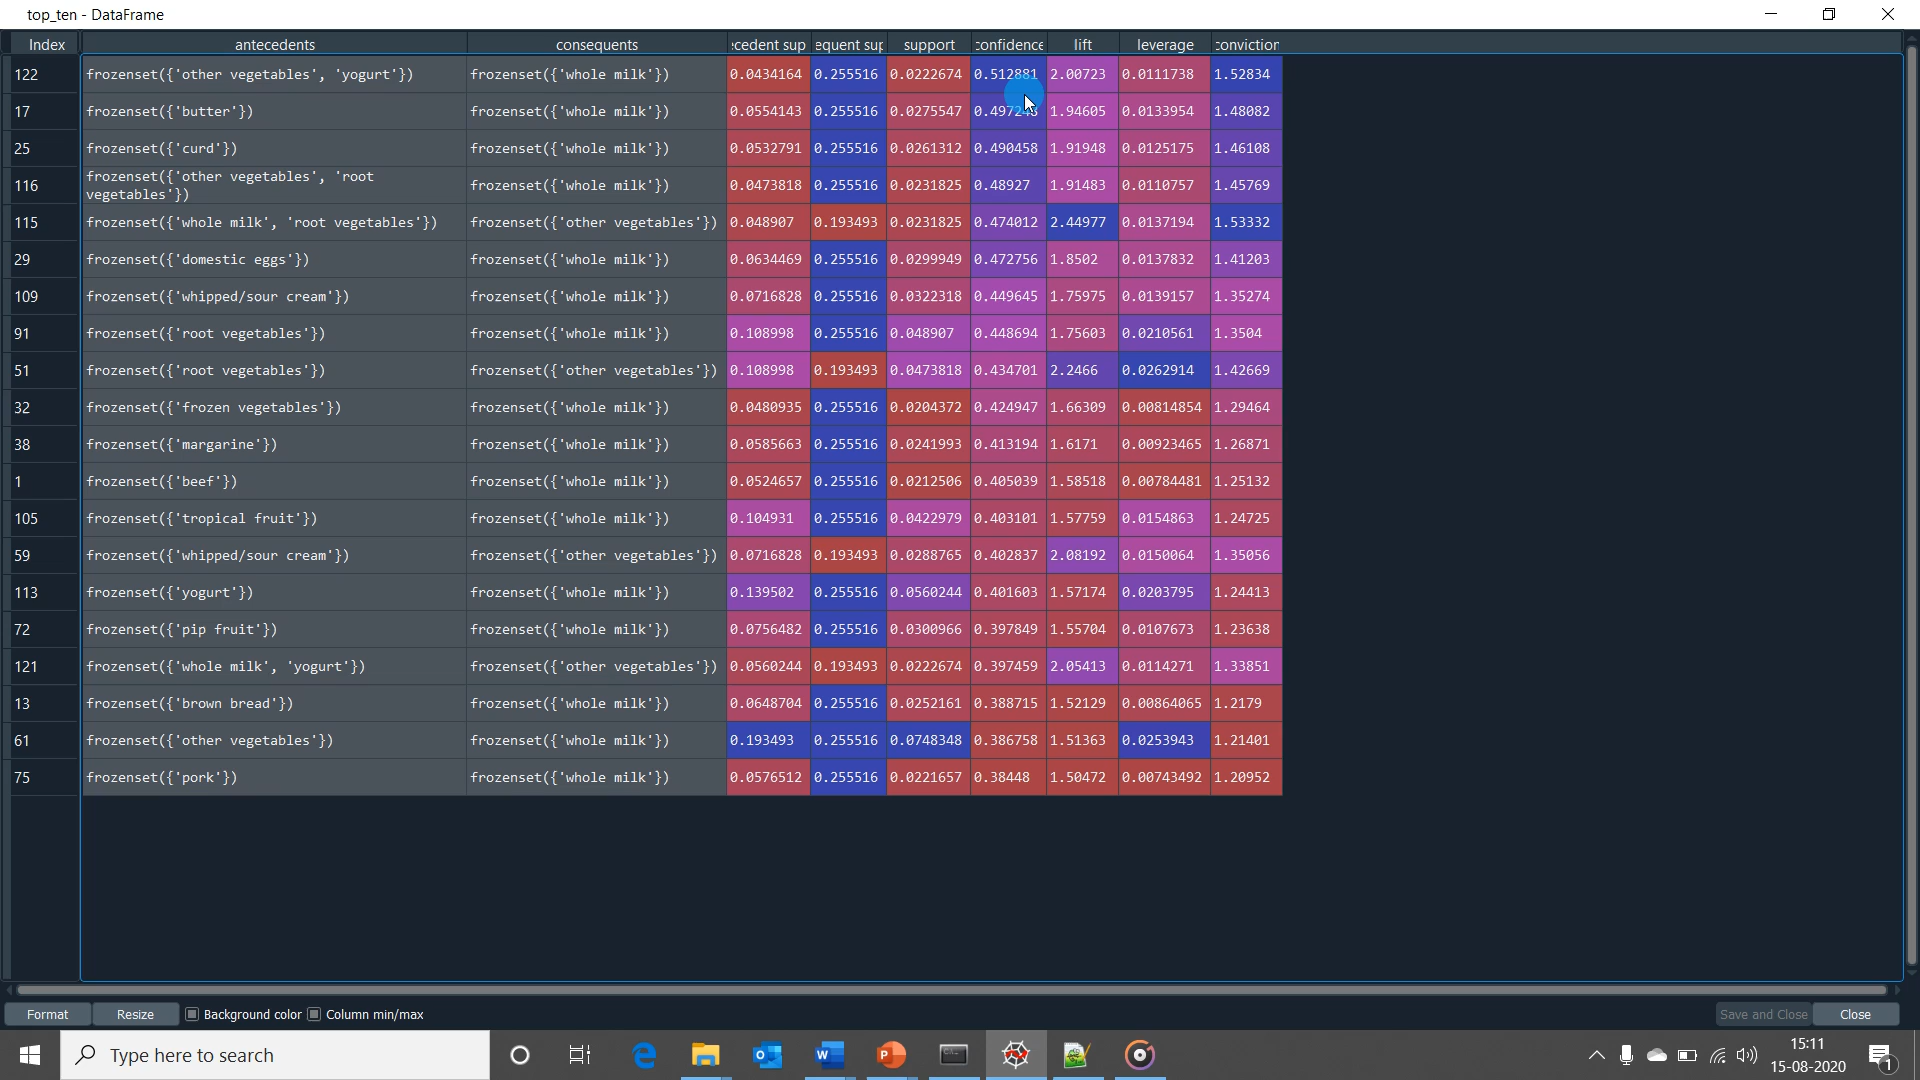 top_ten - DataFrame
Index antecedents consequents :cedent sup equent sup support confidence lift leverage conviction
122 frozenset({'other vegetables', 'yogurt'}) frozenset({'whole milk'}) 0.0434164 0.255516 0.0222674 0.512881 2.00723 0.0111738 1.52834
17 frozenset({'butter'}) frozenset({'whole milk'}) 0.0554143 0.255516 0.0275547 1.94605 0.0133954 1.48082
25 frozenset({'curd'}) frozenset({'whole milk'}) 0.0532791 0.255516 0.0261312 0.490458 1.91948 0.0125175 1.46108
116 frozenset({'other vegetables', 'root vegetables'}) frozenset({'whole milk'}) 0.0473818 0.255516 0.0231825 0.48927 1.91483 0.0110757 1.45769
115 frozenset({'whole milk', 'root vegetables'}) frozenset({'other vegetables'}) 0.048907 0.193493 0.0231825 0.474012 2.44977 0.0137194 1.53332
29 frozenset({'domestic eggs'}) frozenset({'whole milk'}) 0.0634469 0.255516 0.0299949 0.472756 1.8502 0.0137832 1.41203
109 frozenset({'whipped/sour cream'}) frozenset({'whole milk'}) 0.0716828 0.255516 0.0322318 0.449645 1.75975 0.0139157 1.35274
91 frozenset({'root vegetables'}) frozenset({'whole milk'}) 0.108998 0.255516 0.048907 0.448694 1.75603 0.0210561 1.3504
51 frozenset({'root vegetables'}) frozenset({'other vegetables'}) 0.108998 0.193493 0.0473818 0.434701 2.2466 0.0262914 1.42669
32 frozenset({'frozen vegetables'}) frozenset({'whole milk'}) 0.0480935 0.255516 0.0204372 0.424947 1.66309 0.00814854 1.29464
38 frozenset({'margarine'}) frozenset({'whole milk'}) 0.0585663 0.255516 0.0241993 0.413194 1.6171 0.00923465 1.26871
1 frozenset({'beef'}) frozenset({'whole milk'}) 0.0524657 0.255516 0.0212506 0.405039 1.58518 0.00784481 1.25132
105 frozenset({'tropical fruit'}) frozenset({'whole milk'}) 0.104931 0.255516 0.0422979 0.403101 1.57759 0.0154863 1.24725
59 frozenset({'whipped/sour cream'}) frozenset({'other vegetables'}) 0.0716828 0.193493 0.0288765 0.402837 2.08192 0.0150064 1.35056
113 frozenset({'yogurt'}) frozenset({'whole milk'}) 0.139502 0.255516 0.0560244 0.401603 1.57174 0.0203795 1.24413
72 frozenset({'pip fruit'}) frozenset({'whole milk'}) 0.0756482 0.255516 0.0300966 0.397849 1.55704 0.0107673 1.23638
121 frozenset({'whole milk', 'yogurt'}) frozenset({'other vegetables'}) 0.0560244 0.193493 0.0222674 0.397459 2.05413 0.0114271 1.33851
13 frozenset({'brown bread'}) frozenset({'whole milk'}) 0.0648704 0.255516 0.0252161 0.388715 1.52129 0.00864065 1.2179
61 frozenset({'other vegetables'}) frozenset({'whole milk'}) 0.193493 0.255516 0.0748348 0.386758 1.51363 0.0253943 1.21401
75 frozenset({'pork'}) frozenset({'whole milk'}) 0.0576512 0.255516 0.0221657 0.38448 1.50472 0.00743492 1.20952
Format Resize Background color Column min/max Save and Close Close
Type here to search
15:11
15-08-2020
1